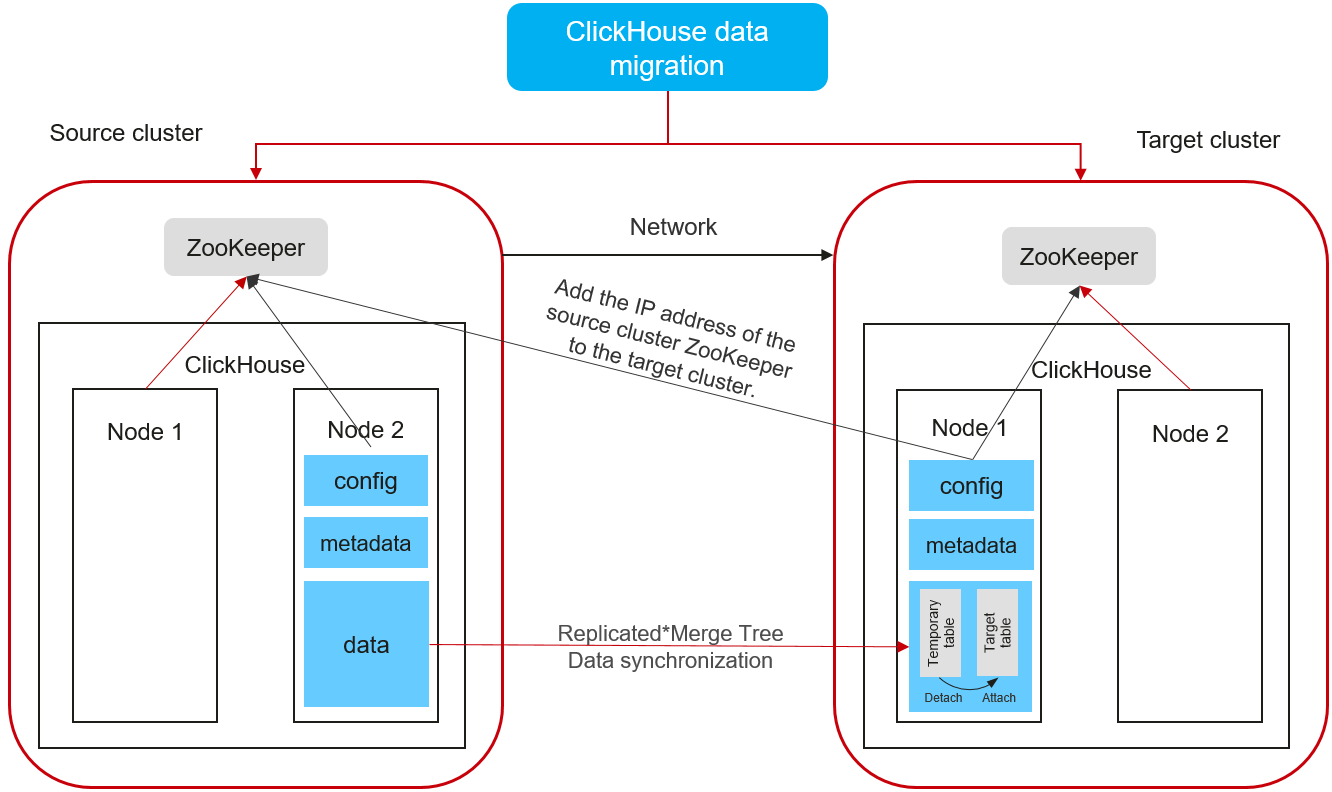 ClickHouse data
migration
Source cluster
Target cluster
ZooKeeper
Network
ZooKeeper
Add the IP address of the
source cluster ZooKeeper
to the target cluster.
ClickHouse
ClickHouse
Node 1
Node 2
config
metadata
data
Replicated*Merge Tree
Data synchronization
Node 1
config
metadata
Temporary
table
Target
table
Detach
Attach
Node 2